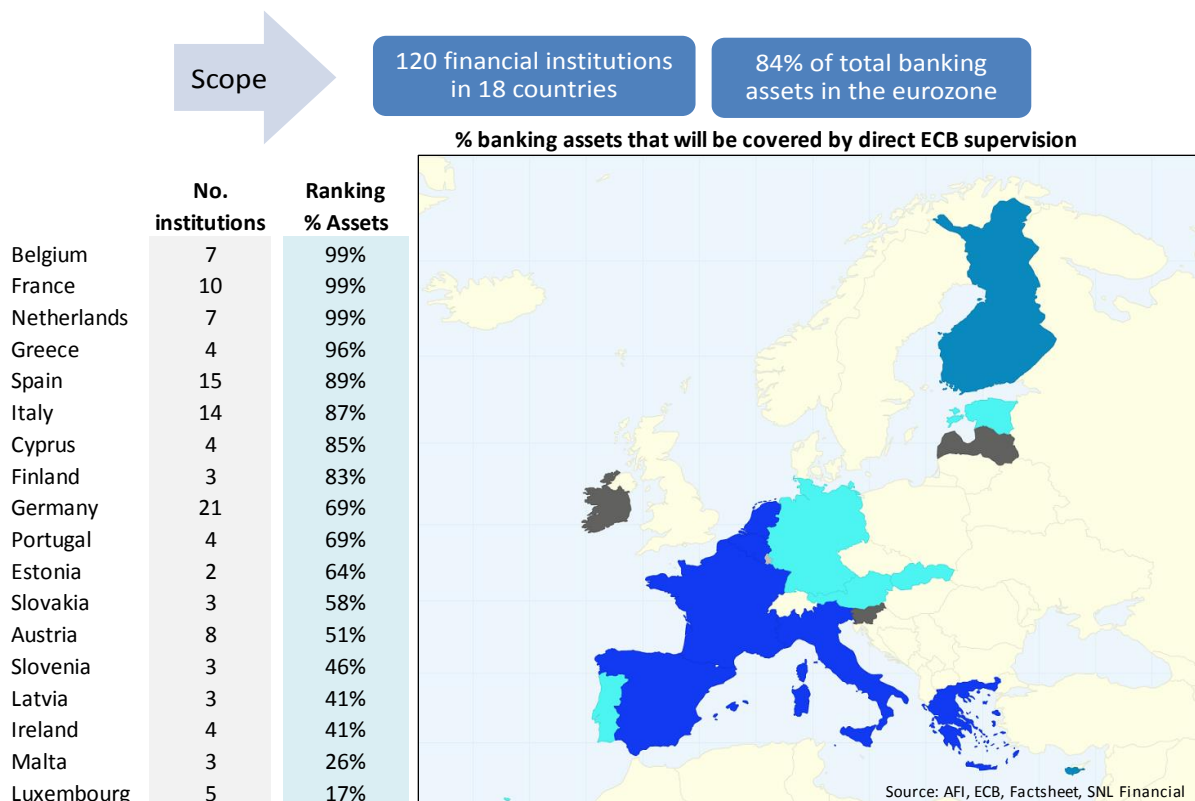 Scope
120 financial institutions
in 18 countries
84% of total banking
assets in the eurozone
% banking assets that will be covered by direct ECB supervision
No. institutions Ranking % Assets
Belgium 7 99%
France 10 99%
Netherlands 7 99%
Greece 4 96%
Spain 15 89%
Italy 14 87%
Cyprus 4 85%
Finland 3 83%
Germany 21 69%
Portugal 4 69%
Estonia 2 64%
Slovakia 3 58%
Austria 8 51%
Slovenia 3 46%
Latvia 3 41%
Ireland 4 41%
Malta 3 26%
Luxembourg 5 17%
Source: AFI, ECB, Factsheet, SNL Financial